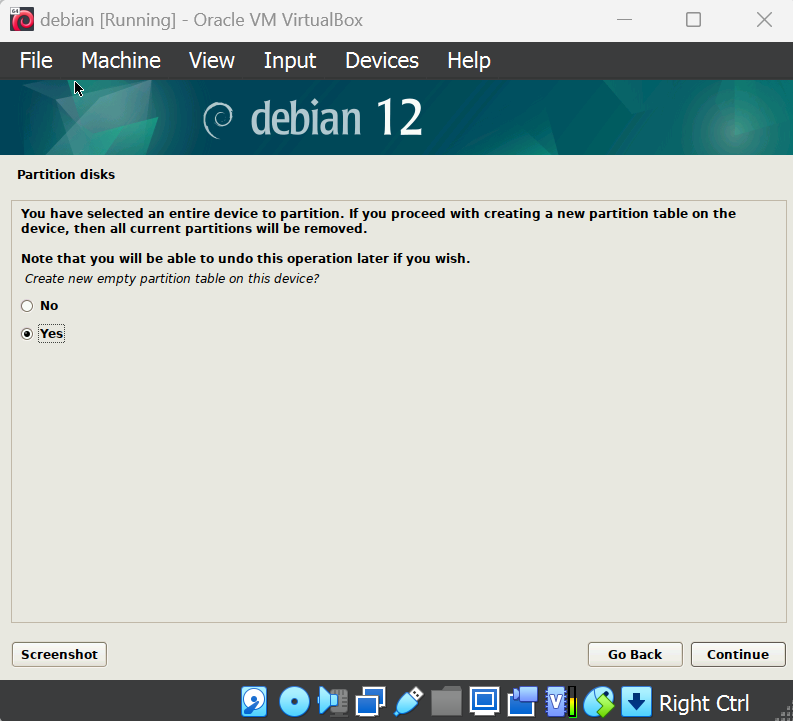 debian [Running] - Oracle VM VirtualBox
File Machine View Input Devices Help
debian 12
Partition disks
You have selected an entire device to partition. If you proceed with creating a new partition table on the
device, then all current partitions will be removed.
Note that you will be able to undo this operation later if you wish.
Create new empty partition table on this device?
No
Yes
Screenshot
Go Back
Continue
Right Ctrl